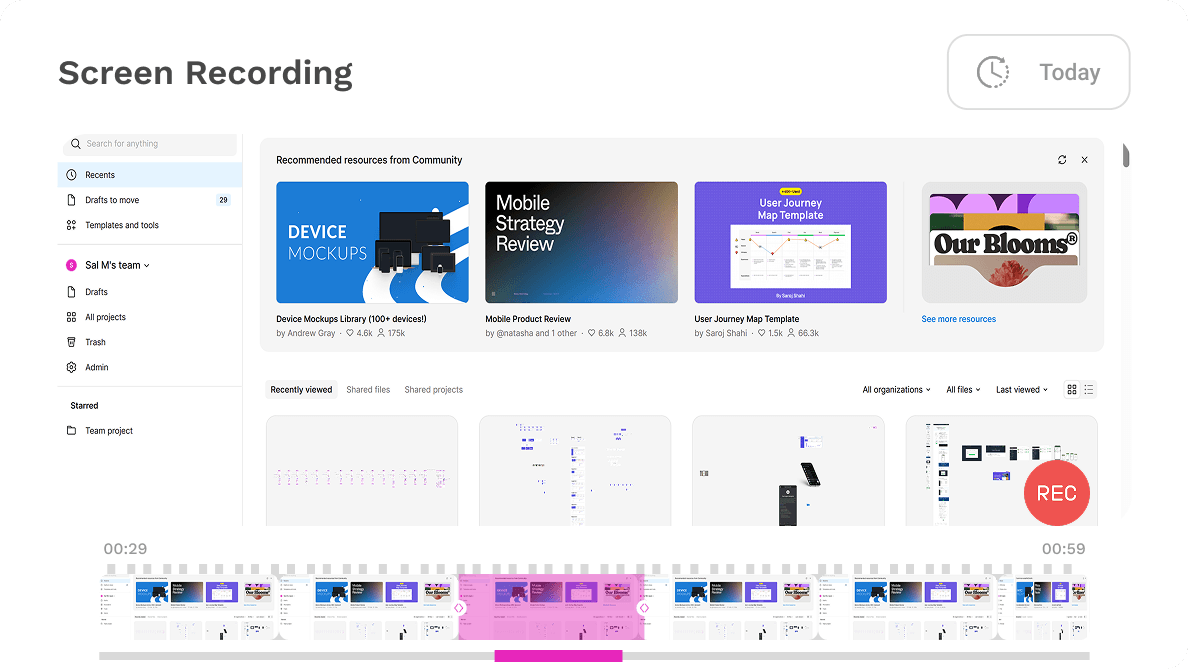 Screen Recording
Today
Search for anything
Recents
Drafts to move 29
Templates and tools
S Sal M's team
Drafts
All projects
Trash
Admin
Starred
Team project
Recommended resources from Community
DEVICE
MOCKUPS
Device Mockups Library (100+ devices!)
by Andrew Gray · 4.6k 175k
Mobile
Strategy
Review
Mobile Product Review
by @natasha and 1 other · 6.8k 138k
User Journey
Map Template
By Saroj Shahi
User Journey Map Template
by Saroj Shahi · 1.5k 66.3k
Our Blooms®
See more resources
Recently viewed Shared files Shared projects
All organizations All files Last viewed
REC
00:29 00:59